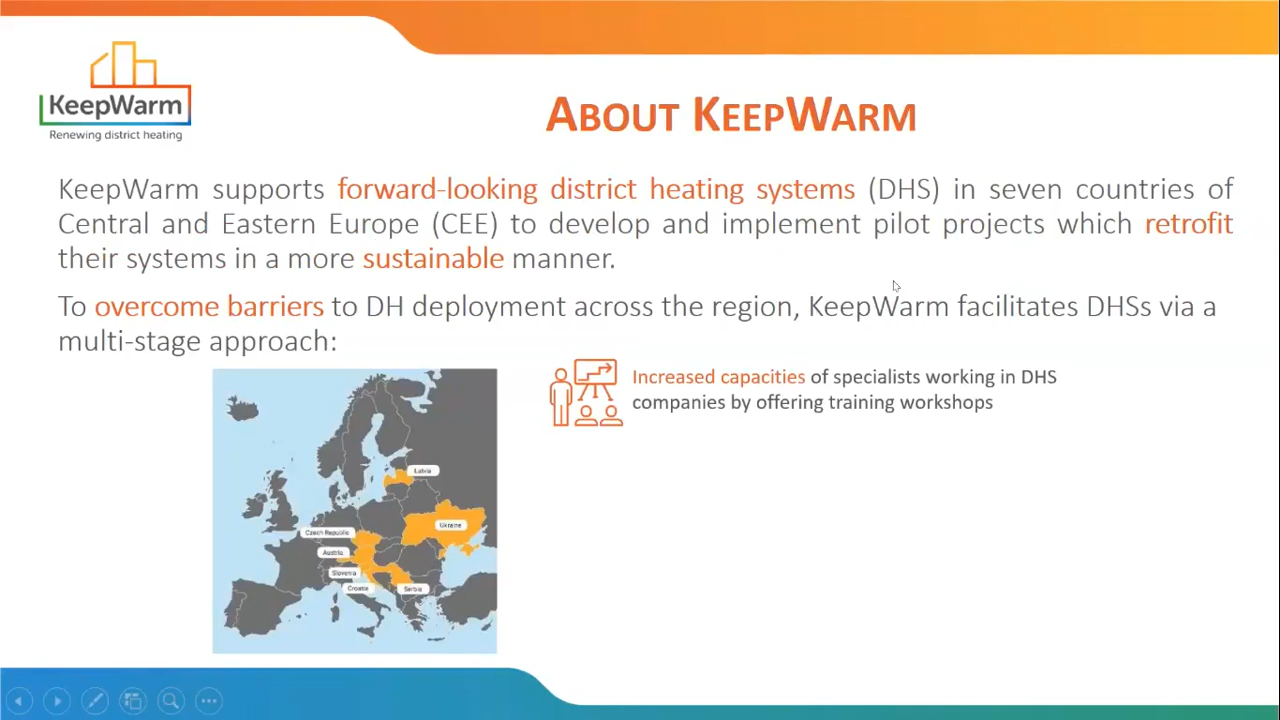 KeepWarm
Renewing district heating
ABOUT KEEPWARM
KeepWarm supports forward-looking district heating systems (DHS) in seven countries of
Central and Eastern Europe (CEE) to develop and implement pilot projects which retrofit
their systems in a more sustainable manner.
To overcome barriers to DH deployment across the region, KeepWarm facilitates DHSs via a
multi-stage approach:
Increased capacities of specialists working in DHS
companies by offering training workshops
Latvia
Ukraine
Czech Republic
Austria
Slovenia
Croatia
Serbia